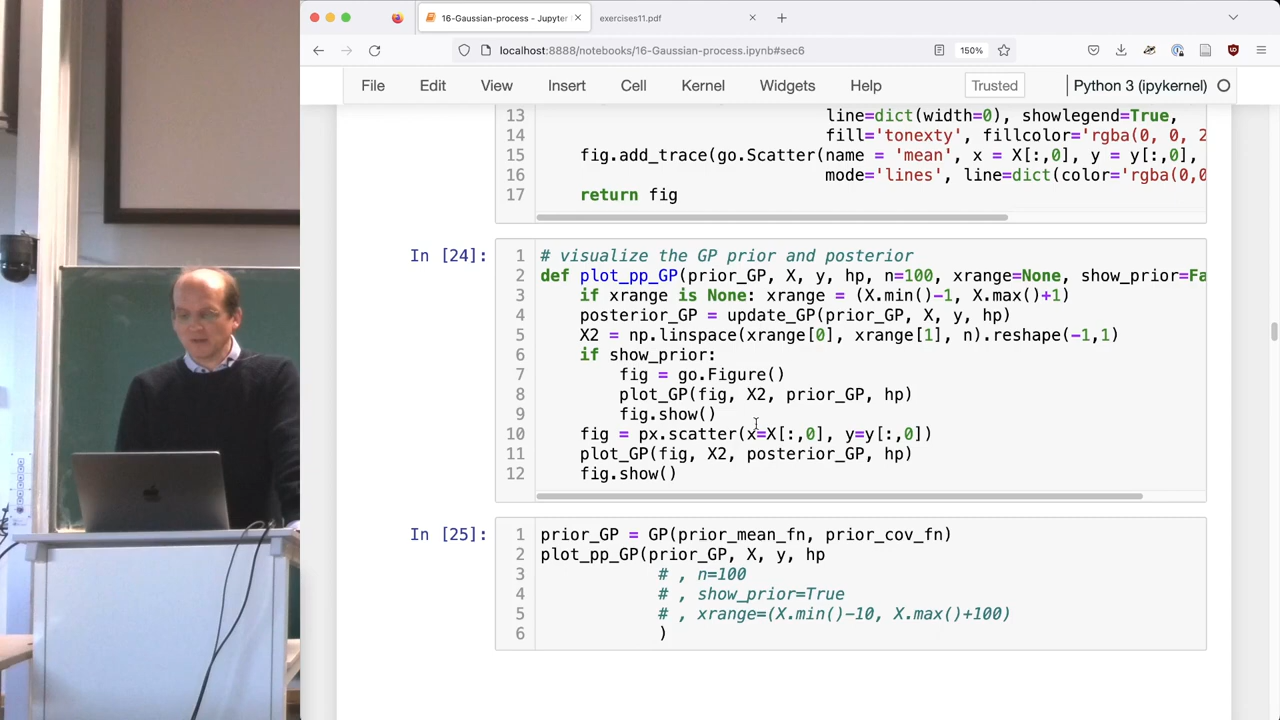 16-Gaussian-process - Jupyter
exercises11.pdf
localhost:8888/notebooks/16-Gaussian-process.ipynb#sec6
150%
File Edit View Insert Cell Kernel Widgets Help Trusted Python 3 (ipykernel)
13 line=dict(width=0), showlegend=True,
14 fill='tonexty', fillcolor='rgba(0, 0, 2
15 fig.add_trace(go.Scatter(name = 'mean', x = X[:,0], y = y[:,0],
16 mode='lines', line=dict(color='rgba(0,0
17 return fig
In [24]:
1 # visualize the GP prior and posterior
2 def plot_pp_GP(prior_GP, X, y, hp, n=100, xrange=None, show_prior=Fa
3 if xrange is None: xrange = (X.min()-1, X.max()+1)
4 posterior_GP = update_GP(prior_GP, X, y, hp)
5 X2 = np.linspace(xrange[0], xrange[1], n).reshape(-1,1)
6 if show_prior:
7 fig = go.Figure()
8 plot_GP(fig, X2, prior_GP, hp)
9 fig.show()
10 fig = px.scatter(x=X[:,0], y=y[:,0])
11 plot_GP(fig, X2, posterior_GP, hp)
12 fig.show()
In [25]:
1 prior_GP = GP(prior_mean_fn, prior_cov_fn)
2 plot_pp_GP(prior_GP, X, y, hp
3 # , n=100
4 # , show_prior=True
5 # , xrange=(X.min()-10, X.max()+100)
6 )